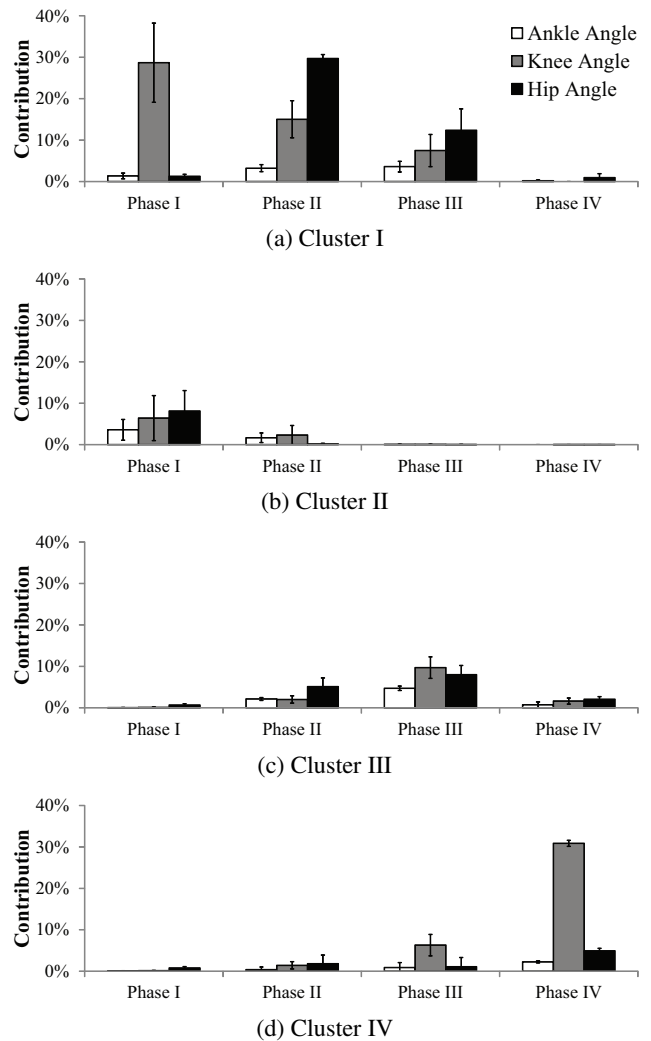 40%
Ankle Angle
Knee Angle
Hip Angle
30%
20%
10%
0%
Contribution
Phase I Phase II Phase III Phase IV
(a) Cluster I
40%
30%
20%
10%
0%
Contribution
Phase I Phase II Phase III Phase IV
(b) Cluster II
40%
30%
20%
10%
0%
Contribution
Phase I Phase II Phase III Phase IV
(c) Cluster III
40%
30%
20%
10%
0%
Contribution
Phase I Phase II Phase III Phase IV
(d) Cluster IV